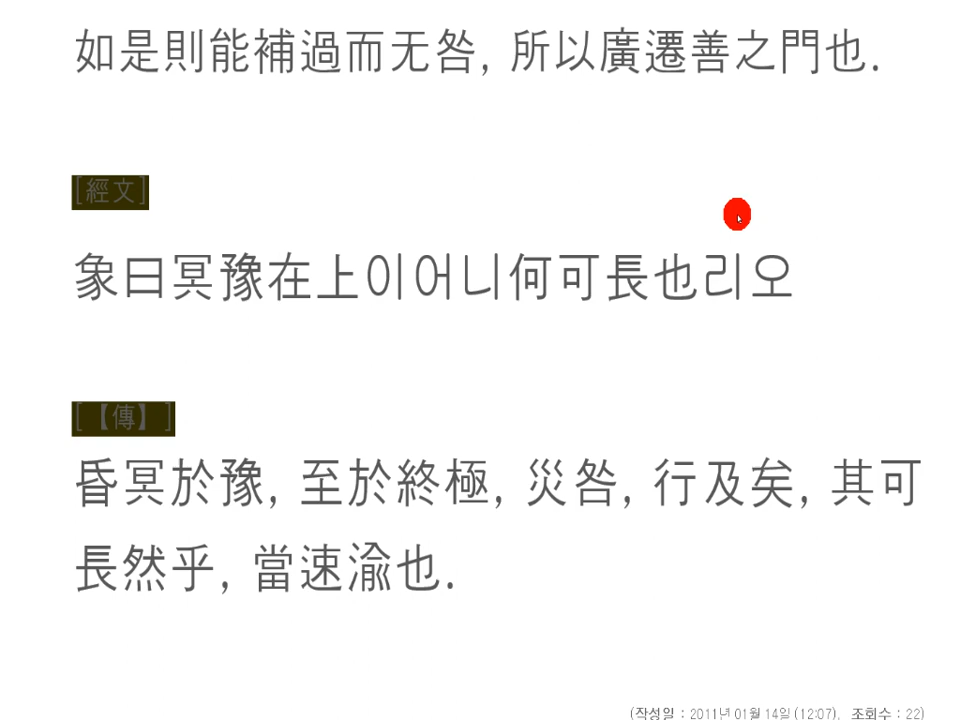 如是則能補過而无咎, 所以廣遷善之門也.
[經文]
象曰冥豫在上이어니何可長也리오
[【傳】]
昏冥於豫, 至於終極, 災咎, 行及矣, 其可
長然乎, 當速渝也.
(작성일 : 2011년 01월 14일 (12:07), 조회수 : 22)